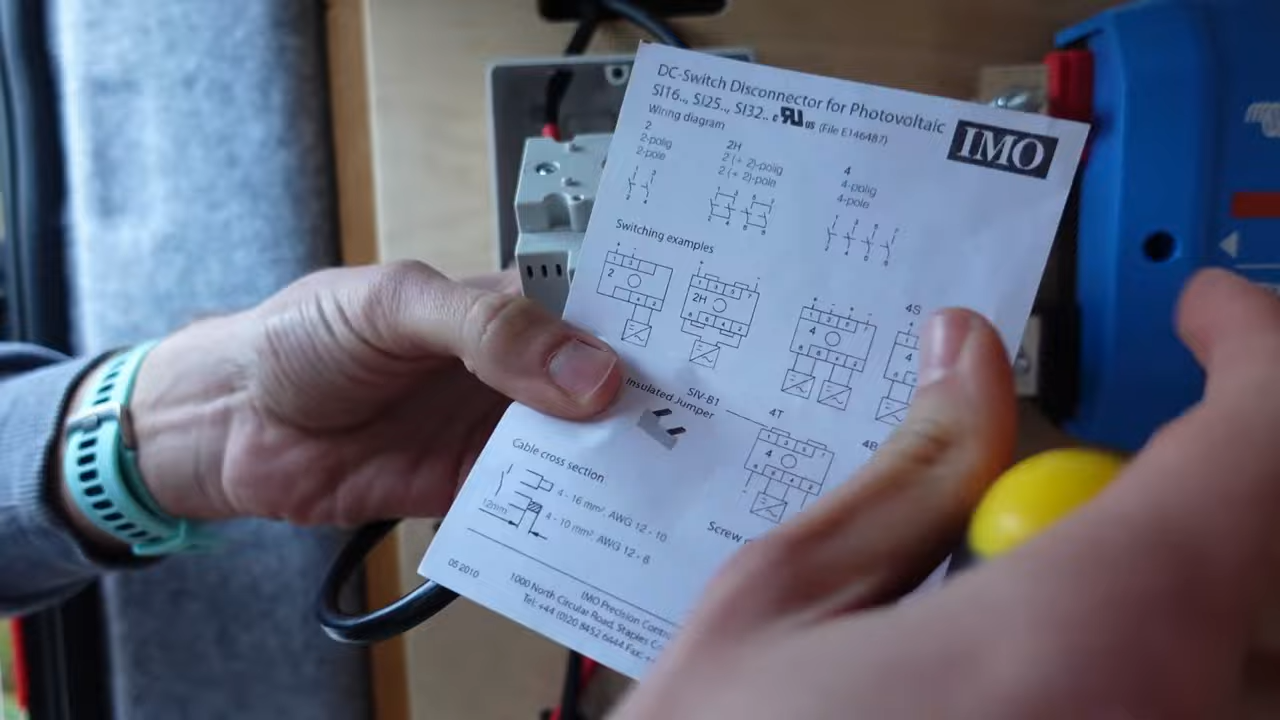 DC-Switch Disconnector for Photovoltaic
SI16.., SI25.., SI32.. c RU us (File E146487)
IMO
Wiring diagram
2
2-polig
2-pole
2H
2 (+ 2)-polig
2 (+ 2)-pole
4
4-polig
4-pole
Switching examples
2
2H
4
4S
4
SIV-B1
Insulated Jumper
4T
4
4B
Cable cross section
12mm
4 - 16 mm², AWG 12 - 10
4 - 10 mm², AWG 12 - 8
Screw
05 2010
IMO Precision
1000 North Circular Road, Staples
Tel: +44 (0)20 8452 6444 Fax: